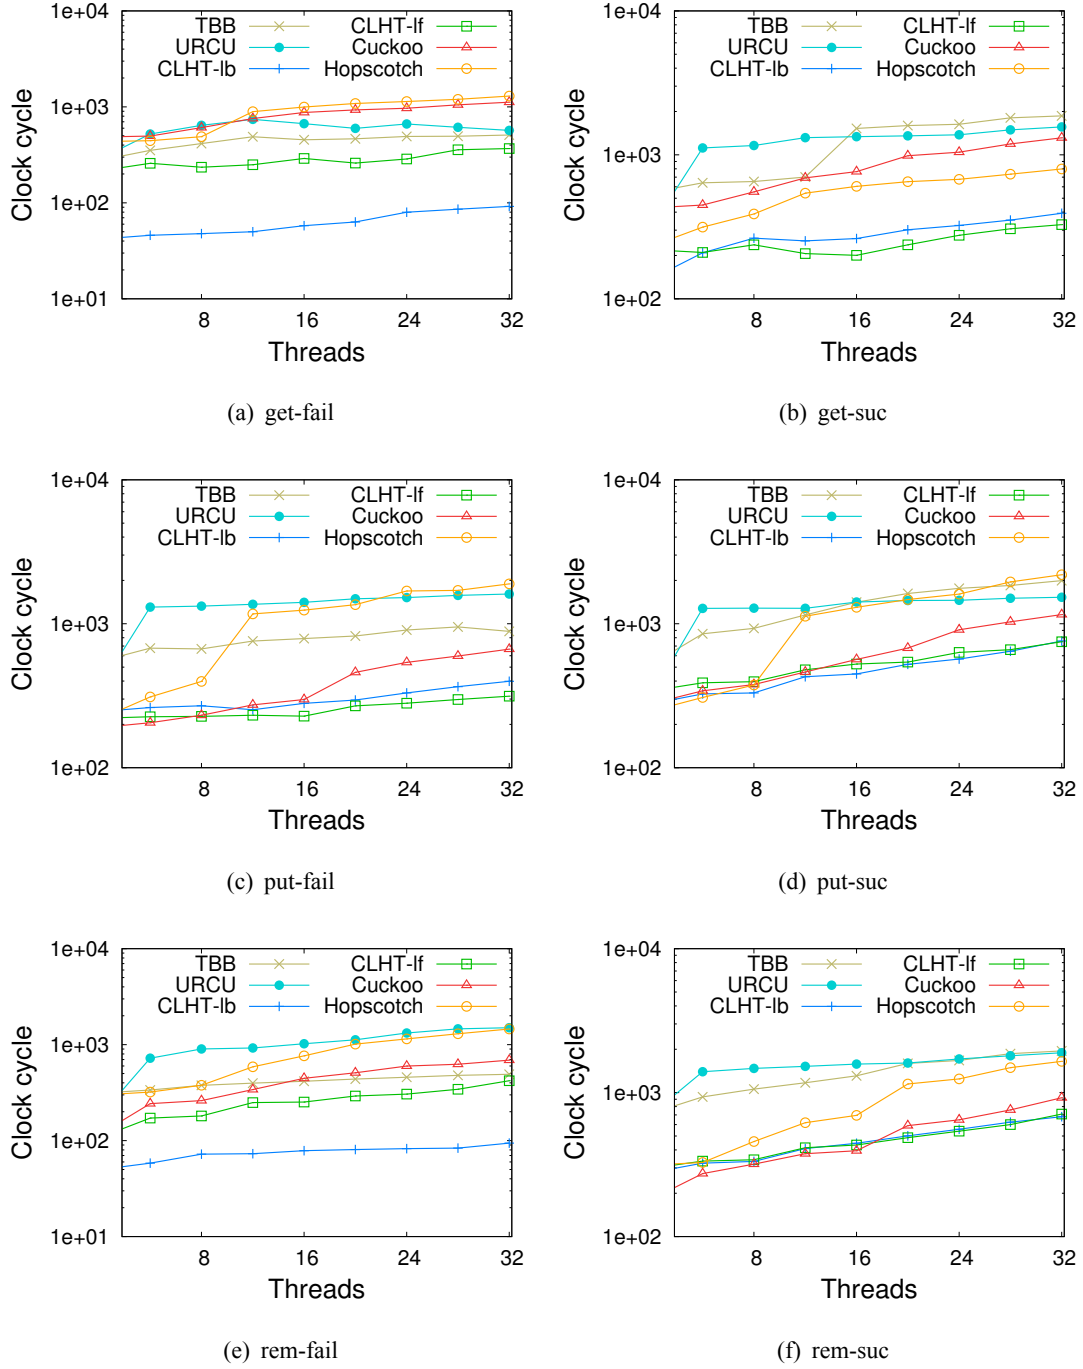 1e+04
1e+03
1e+02
1e+01
Clock cycle
TBB
URCU
CLHT-lb
CLHT-lf
Cuckoo
Hopscotch
8 16 24 32
Threads
(a) get-fail
1e+04
1e+03
1e+02
Clock cycle
TBB
URCU
CLHT-lb
CLHT-lf
Cuckoo
Hopscotch
8 16 24 32
Threads
(b) get-suc
1e+04
1e+03
1e+02
Clock cycle
TBB
URCU
CLHT-lb
CLHT-lf
Cuckoo
Hopscotch
8 16 24 32
Threads
(c) put-fail
1e+04
1e+03
1e+02
Clock cycle
TBB
URCU
CLHT-lb
CLHT-lf
Cuckoo
Hopscotch
8 16 24 32
Threads
(d) put-suc
1e+04
1e+03
1e+02
1e+01
Clock cycle
TBB
URCU
CLHT-lb
CLHT-lf
Cuckoo
Hopscotch
8 16 24 32
Threads
(e) rem-fail
1e+04
1e+03
1e+02
Clock cycle
TBB
URCU
CLHT-lb
CLHT-lf
Cuckoo
Hopscotch
8 16 24 32
Threads
(f) rem-suc